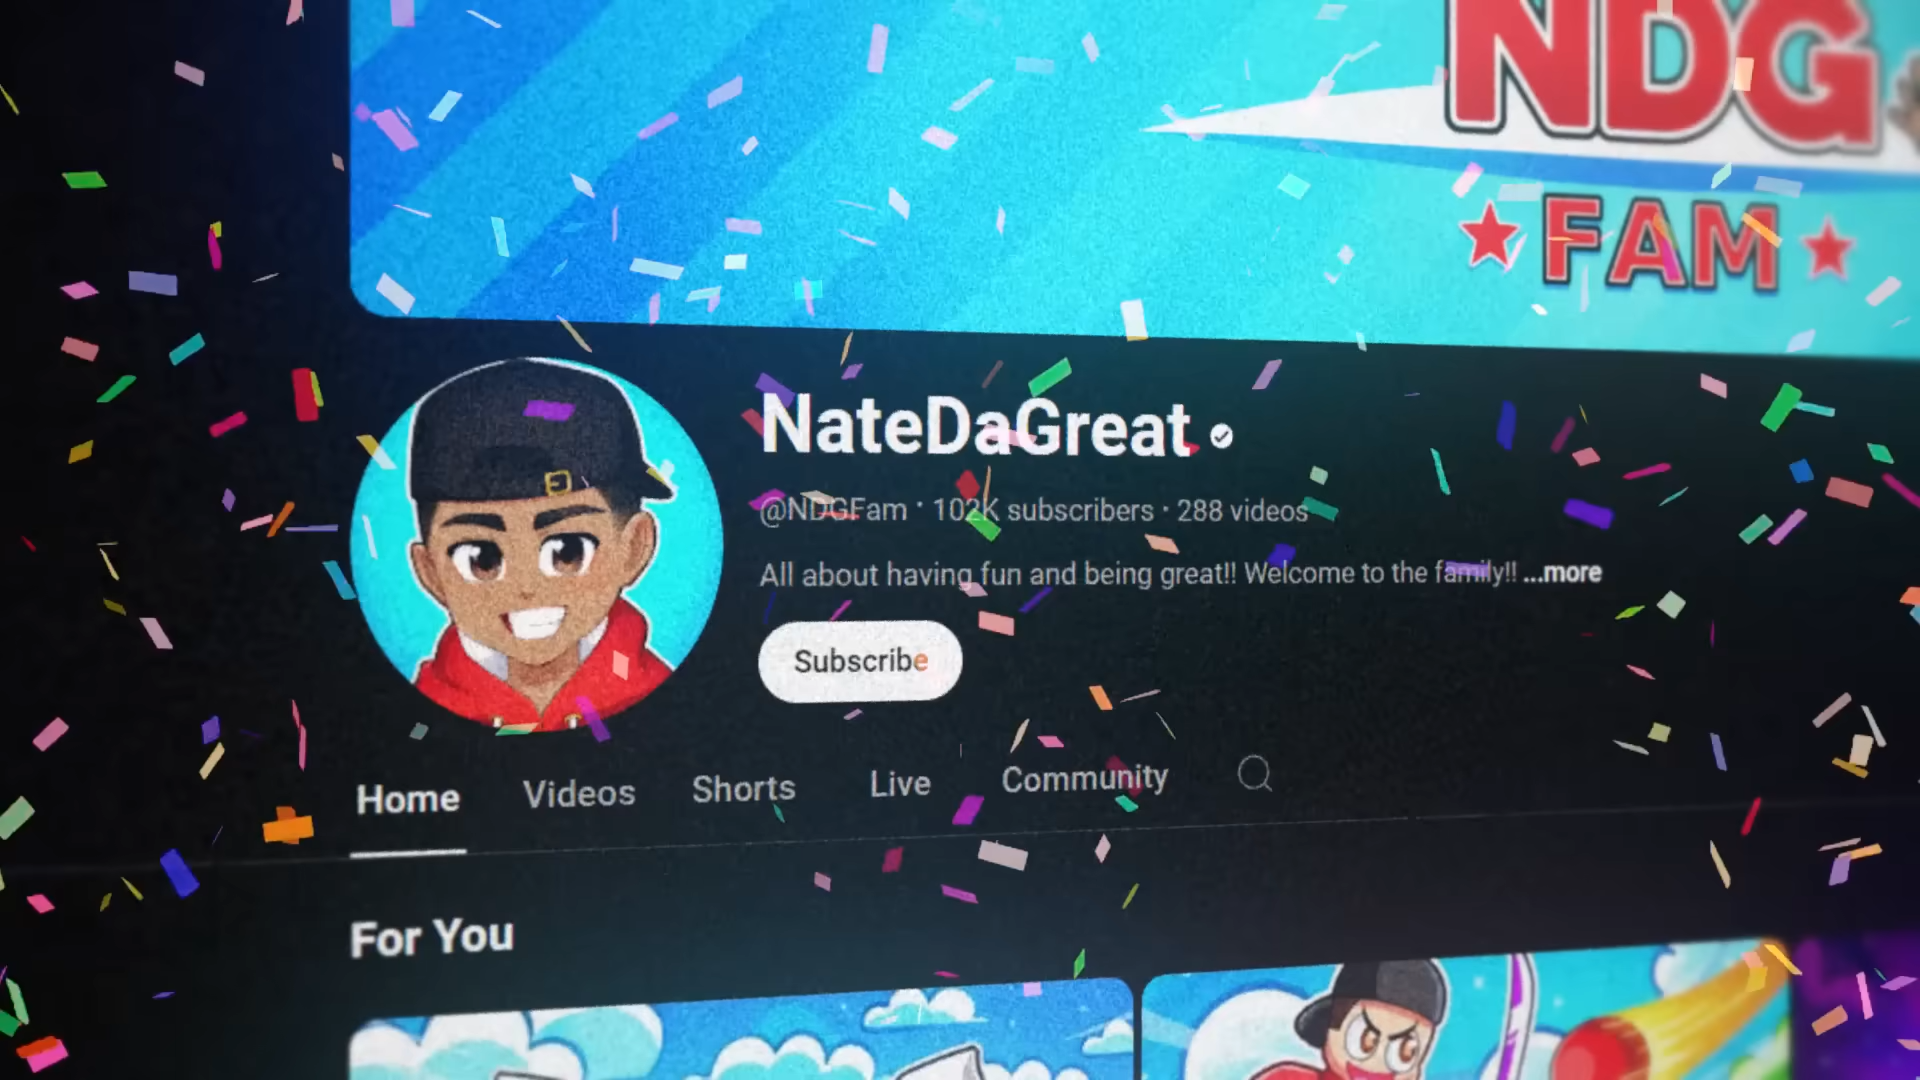 NDG
FAM
NateDaGreat
@NDGFam · 102K subscribers · 288 videos
All about having fun and being great!! Welcome to the family!! ...more
Subscribe
Home Videos Shorts Live Community
For You